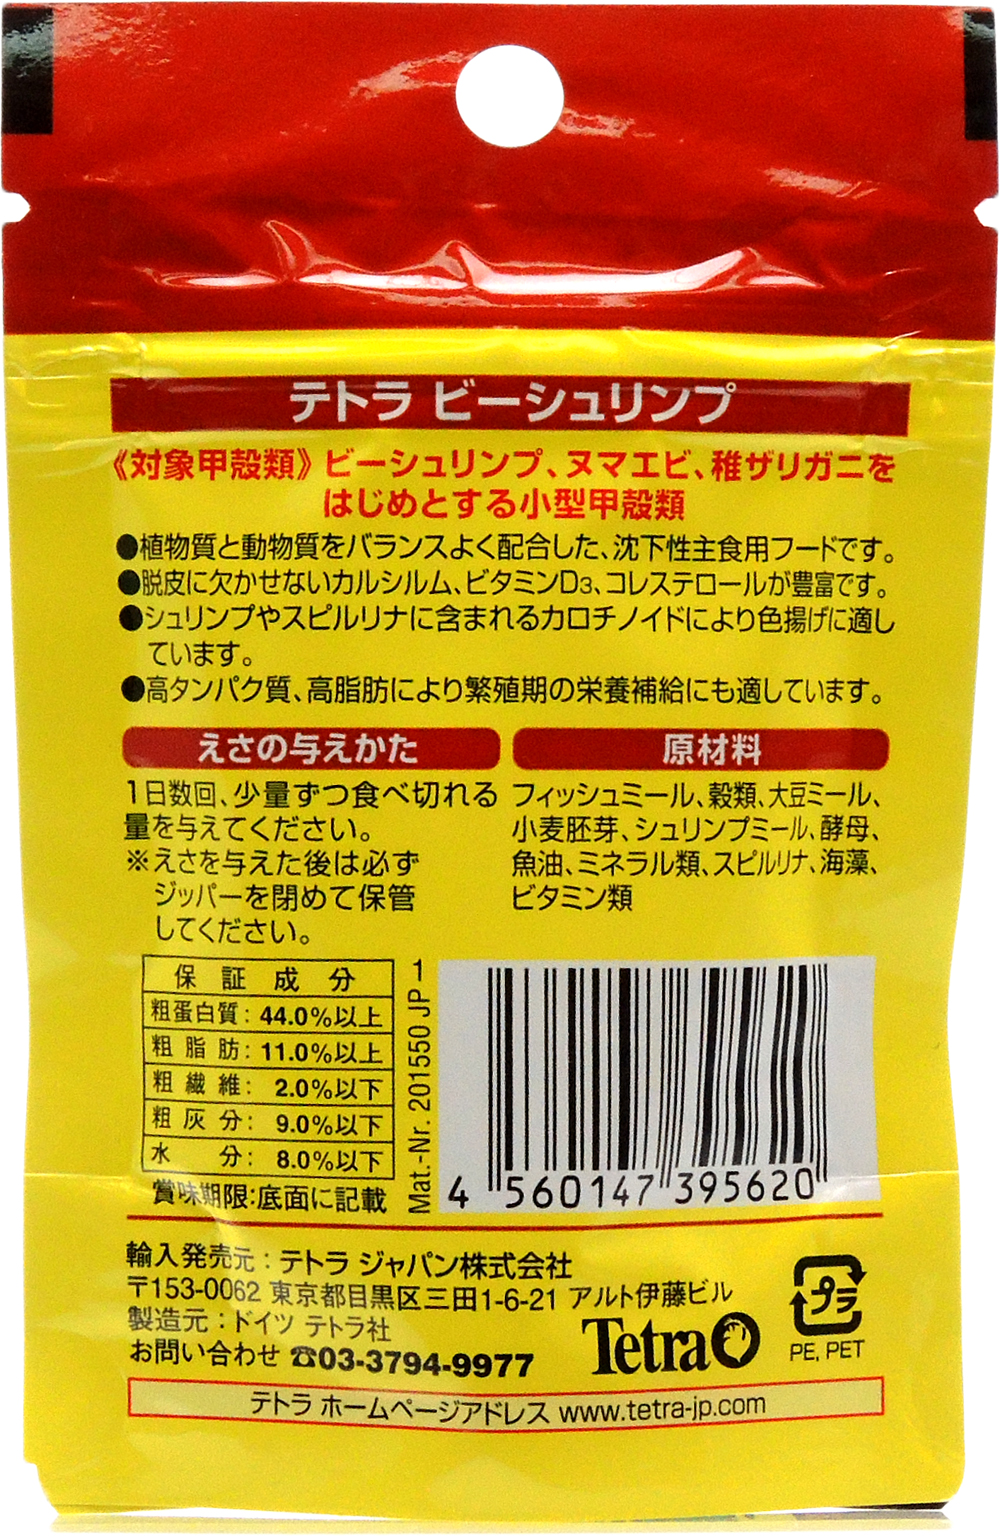 テトラ ビーシュリンプ
《対象甲殻類》ビーシュリンプ、ヌマエビ、稚ザリガニを
はじめとする小型甲殻類
●植物質と動物質をバランスよく配合した、沈下性主食用フードです。
●脱皮に欠かせないカルシルム、ビタミンD3、コレステロールが豊富です。
●シュリンプやスピルリナに含まれるカロチノイドにより色揚げに適し
ています。
●高タンパク質、高脂肪により繁殖期の栄養補給にも適しています。
えさの与えかた
1日数回、少量ずつ食べ切れる
量を与えてください。
※えさを与えた後は必ず
ジッパーを閉めて保管
してください。
原材料
フィッシュミール、穀類、大豆ミール、
小麦胚芽、シュリンプミール、酵母、
魚油、ミネラル類、スピルリナ、海藻、
ビタミン類
保証成分
粗蛋白質: 44.0%以上
粗脂肪: 11.0%以上
粗繊維: 2.0%以下
粗灰分: 9.0%以下
水分: 8.0%以下
賞味期限:底面に記載
Mat.-Nr. 201550 JP-1
4 560147 395620
輸入発売元:テトラ ジャパン株式会社
〒153-0062 東京都目黒区三田1-6-21 アルト伊藤ビル
製造元:ドイツ テトラ社
お問い合わせ ☎03-3794-9977
Tetra
プラ
PE, PET
テトラ ホームページアドレス www.tetra-jp.com